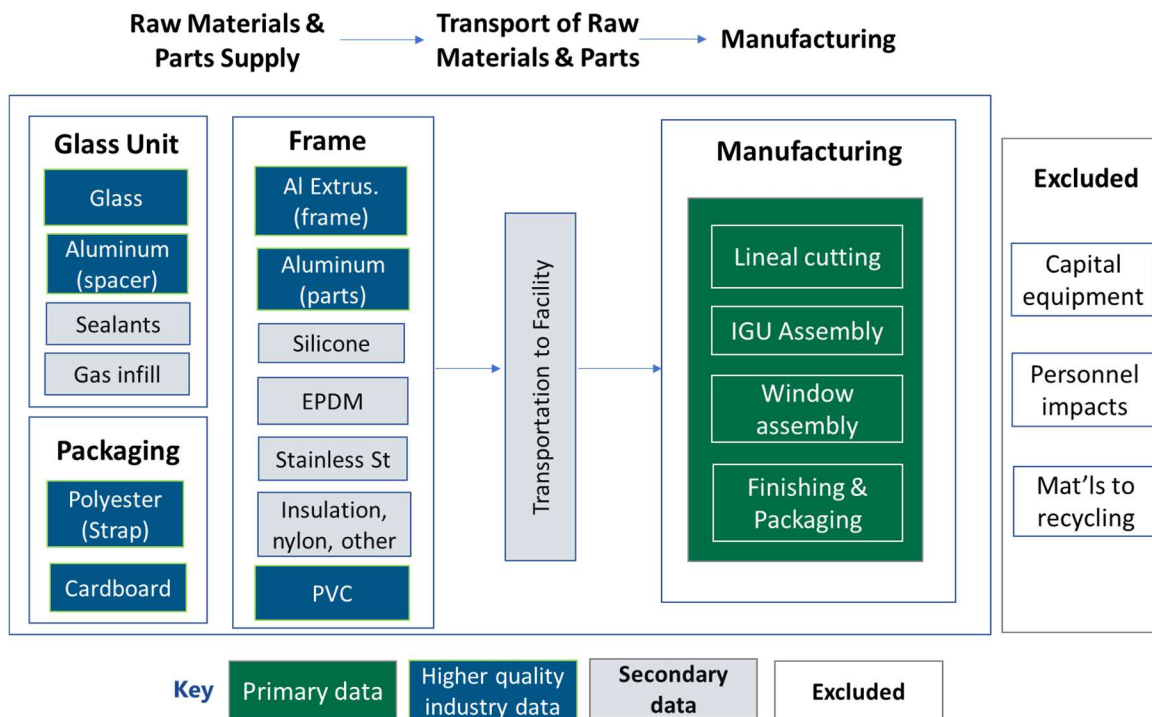 Raw Materials &
Parts Supply
Transport of Raw
Materials & Parts
Manufacturing
Glass Unit
Glass
Aluminum
(spacer)
Sealants
Gas infill
Packaging
Polyester
(Strap)
Cardboard
Frame
Al Extrus.
(frame)
Aluminum
(parts)
Silicone
EPDM
Stainless St
Insulation,
nylon, other
PVC
Transportation to Facility
Manufacturing
Lineal cutting
IGU Assembly
Window
assembly
Finishing &
Packaging
Excluded
Capital
equipment
Personnel
impacts
Mat'ls to
recycling
Key
Primary data
Higher quality
industry data
Secondary
data
Excluded